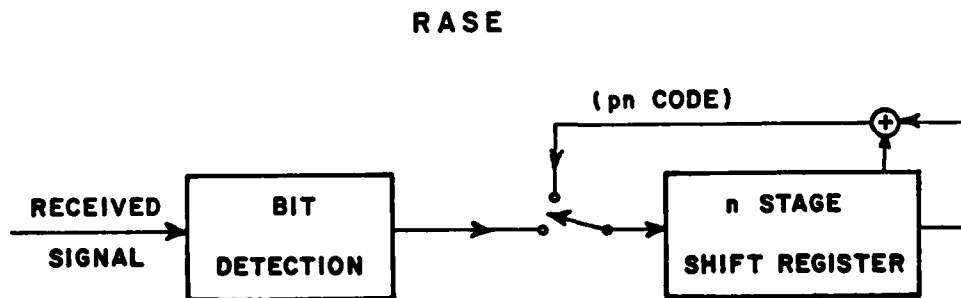 RASE
(pn CODE)
RECEIVED
SIGNAL
BIT
DETECTION
n STAGE
SHIFT REGISTER
+